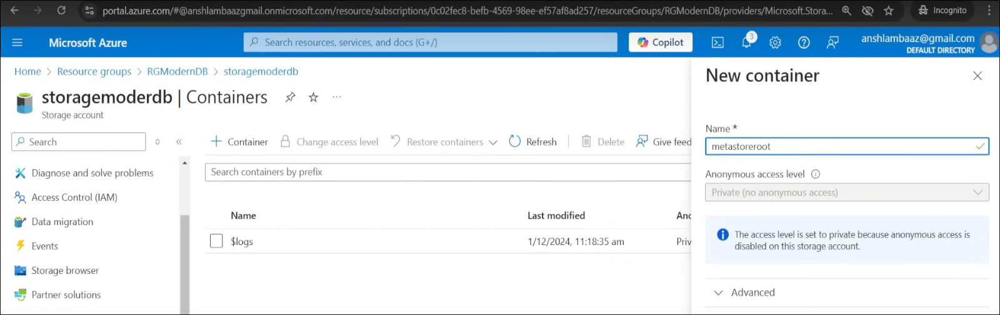 portal.azure.com/#@anshlambaazgmail.onmicrosoft.com/resource/subscriptions/0c02fec8-befb-4569-98ee-ef57af8ad257/resourceGroups/RGModernDB/providers/Microsoft.Stora...
Incognito
Microsoft Azure
Search resources, services, and docs (G+/)
Copilot
3
anshlambaaz@gmail.com
DEFAULT DIRECTORY
Home > Resource groups > RGModernDB > storagemoderdb
storagemoderdb | Containers
...
Storage account
Search
Diagnose and solve problems
Access Control (IAM)
Data migration
Events
Storage browser
Partner solutions
+ Container
Change access level
Restore containers
Refresh
Delete
Give feed
Search containers by prefix
Name
Last modified
Ano
$logs
1/12/2024, 11:18:35 am
Priv
New container
Name *
metastoreroot
Anonymous access level
Private (no anonymous access)
The access level is set to private because anonymous access is
disabled on this storage account.
Advanced